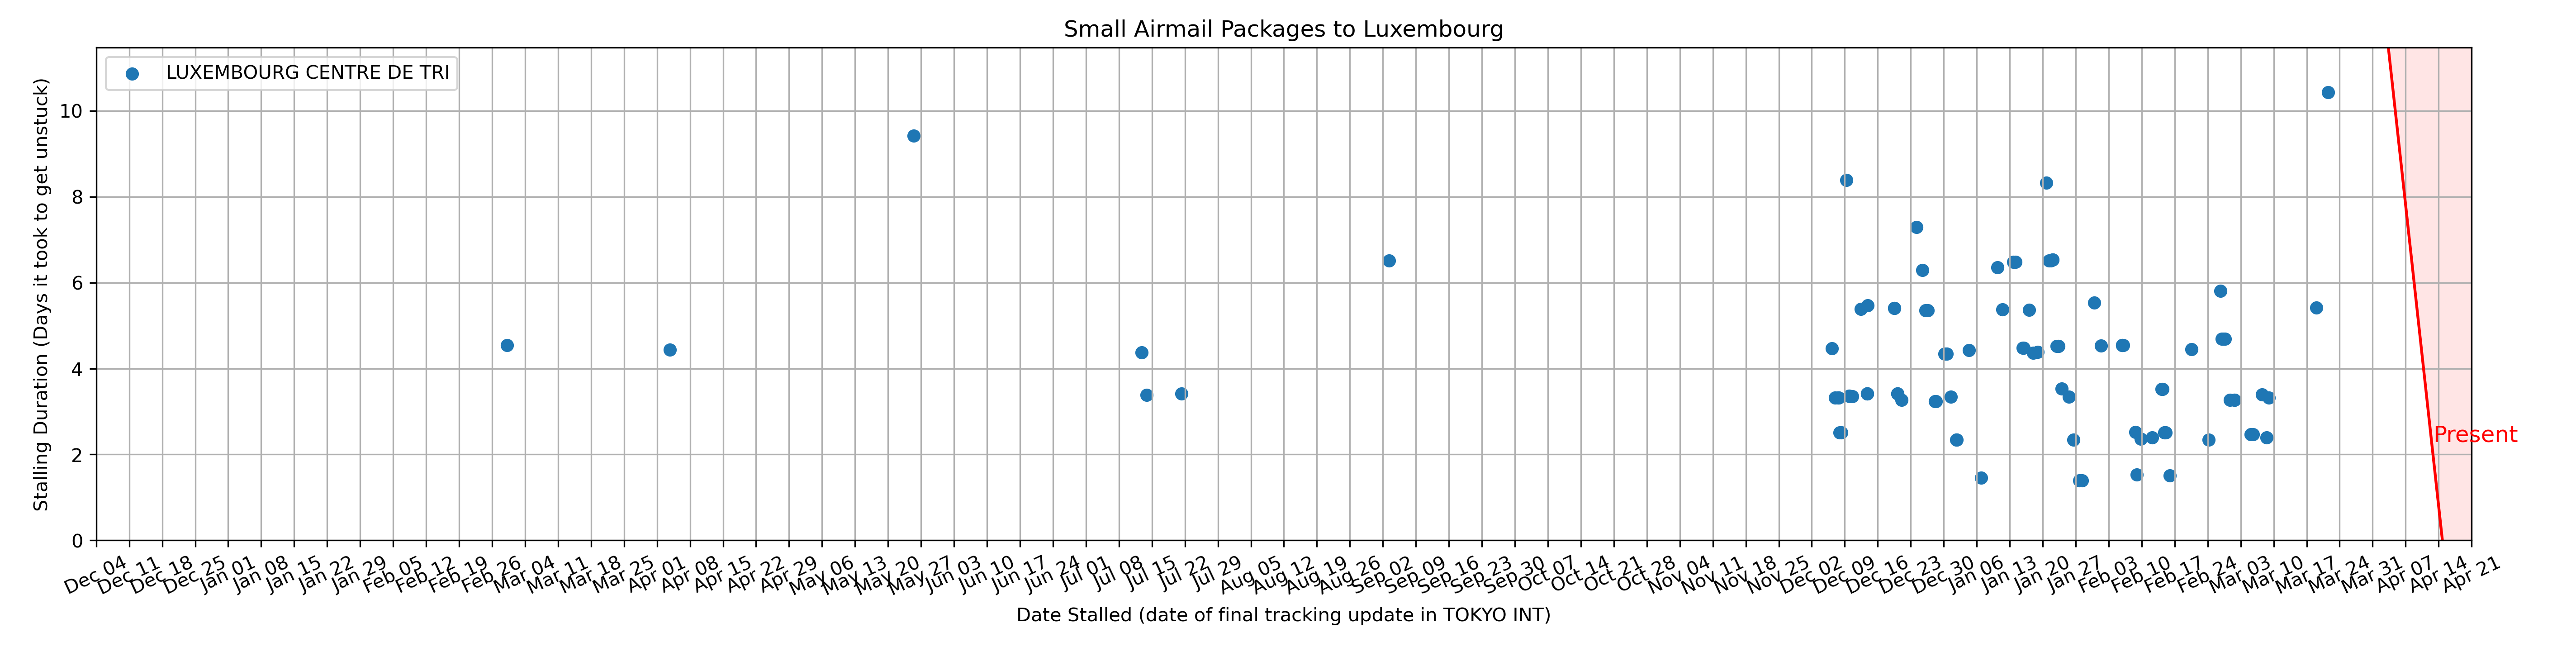 Small Airmail Packages to Luxembourg
LUXEMBOURG CENTRE DE TRI
Stalling Duration (Days it took to get unstuck)
10
8
6
4
2
0
Present
Dec 04 Dec 11 Dec 18 Dec 25 Jan 01 Jan 08 Jan 15 Jan 22 Jan 29 Feb 05 Feb 12 Feb 19 Feb 26 Mar 04 Mar 11 Mar 18 Mar 25 Apr 01 Apr 08 Apr 15 Apr 22 Apr 29 May 06 May 13 May 20 May 27 Jun 03 Jun 10 Jun 17 Jun 24 Jul 01 Jul 08 Jul 15 Jul 22 Jul 29 Aug 05 Aug 12 Aug 19 Aug 26 Sep 02 Sep 09 Sep 16 Sep 23 Sep 30 Oct 07 Oct 14 Oct 21 Oct 28 Nov 04 Nov 11 Nov 18 Nov 25 Dec 02 Dec 09 Dec 16 Dec 23 Dec 30 Jan 06 Jan 13 Jan 20 Jan 27 Feb 03 Feb 10 Feb 17 Feb 24 Mar 03 Mar 10 Mar 17 Mar 24 Mar 31 Apr 07 Apr 14 Apr 21
Date Stalled (date of final tracking update in TOKYO INT)